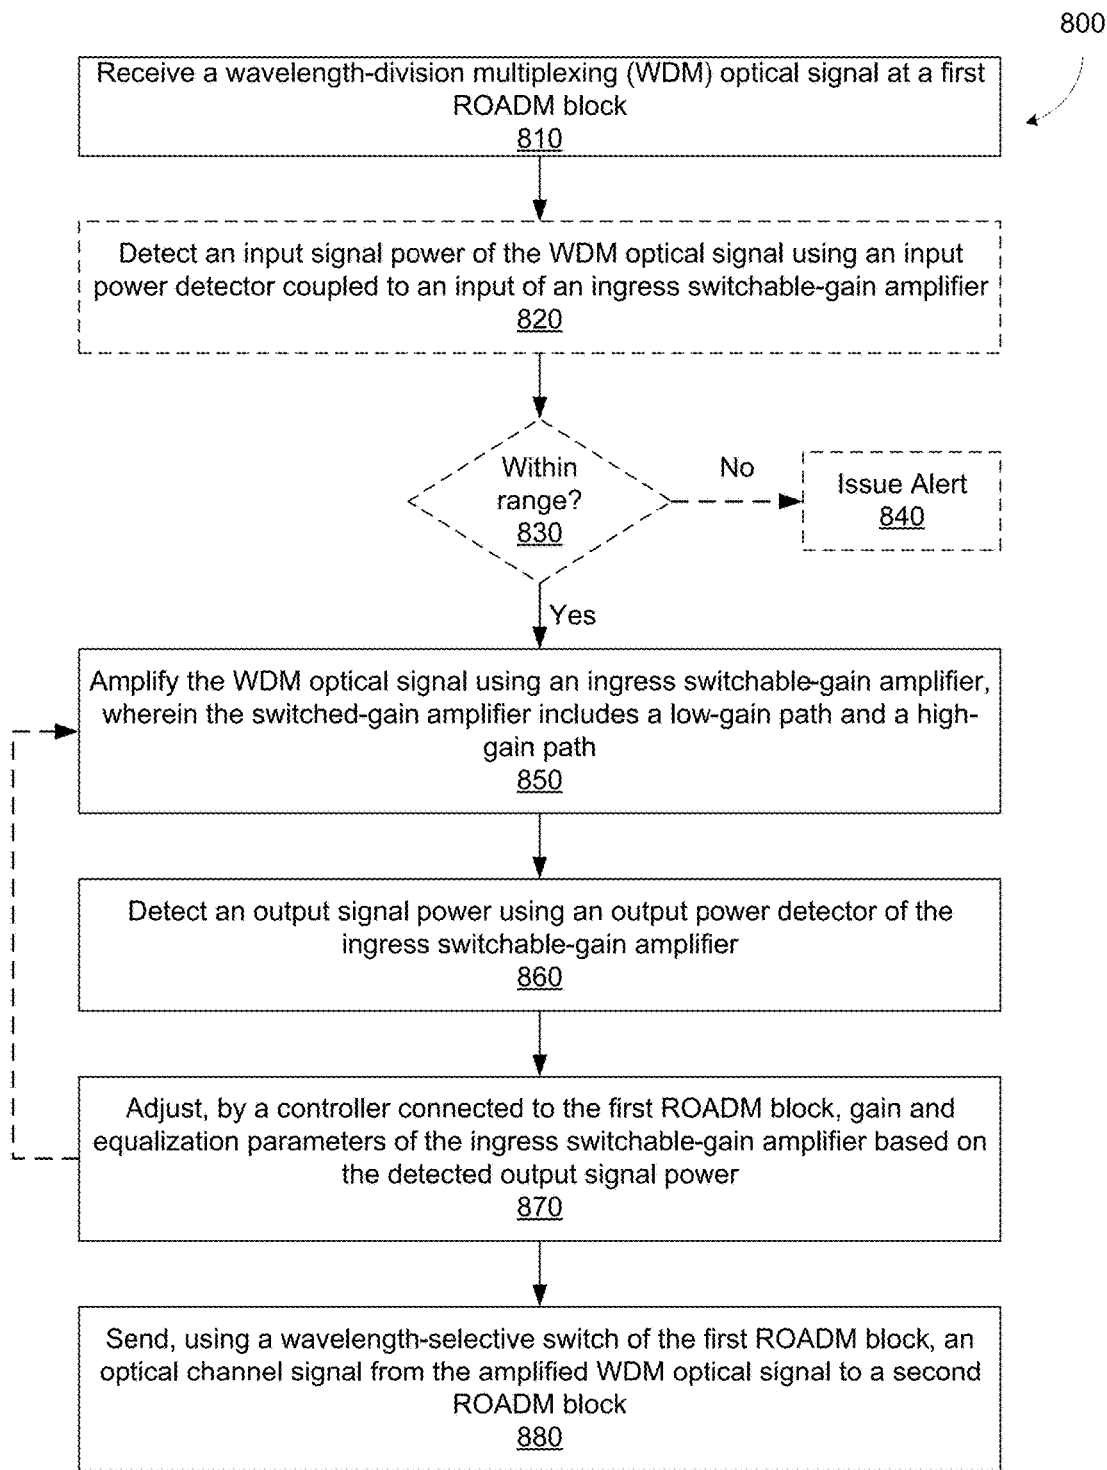 800
Receive a wavelength-division multiplexing (WDM) optical signal at a first
ROADM block
810
Detect an input signal power of the WDM optical signal using an input
power detector coupled to an input of an ingress switchable-gain amplifier
820
Within
range?
830
No
Issue Alert
840
Yes
Amplify the WDM optical signal using an ingress switchable-gain amplifier,
wherein the switched-gain amplifier includes a low-gain path and a high-
gain path
850
Detect an output signal power using an output power detector of the
ingress switchable-gain amplifier
860
Adjust, by a controller connected to the first ROADM block, gain and
equalization parameters of the ingress switchable-gain amplifier based on
the detected output signal power
870
Send, using a wavelength-selective switch of the first ROADM block, an
optical channel signal from the amplified WDM optical signal to a second
ROADM block
880